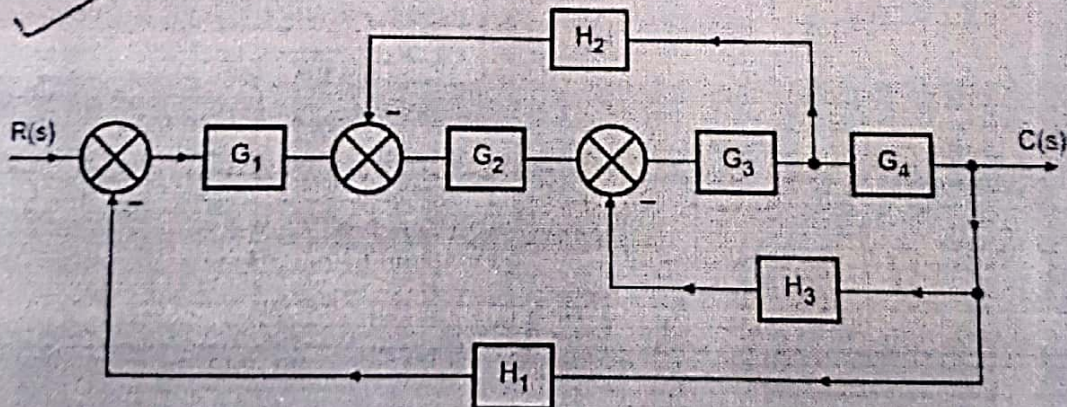 H₂
−
R(s)
G₁
G₂
G₃
G₄
C(s)
−
−
H₃
H₁